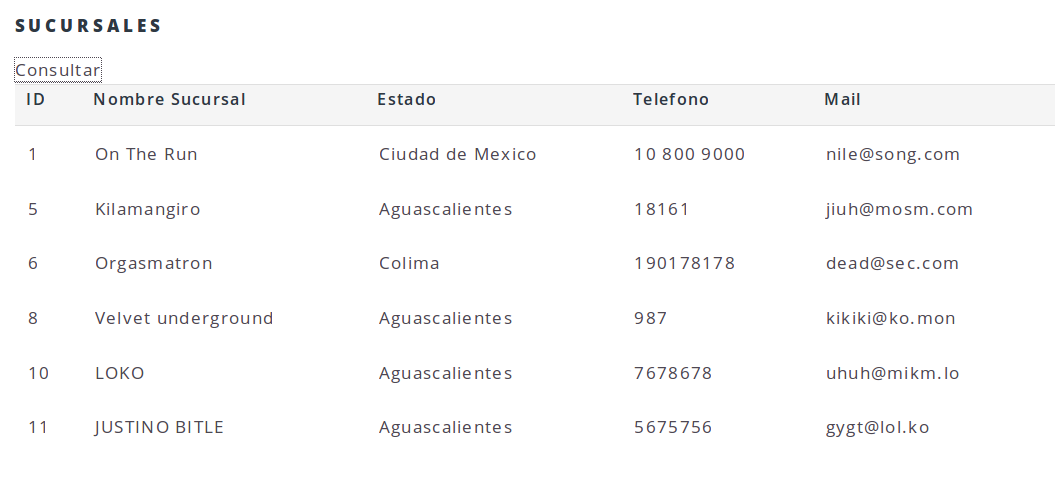 SUCURSALES
Consultar
ID Nombre Sucursal Estado Telefono Mail
1 On The Run Ciudad de Mexico 10 800 9000 nile@song.com
5 Kilamangiro Aguascalientes 18161 jiuh@mosm.com
6 Orgasmatron Colima 190178178 dead@sec.com
8 Velvet underground Aguascalientes 987 kikiki@ko.mon
10 LOKO Aguascalientes 7678678 uhuh@mikm.lo
11 JUSTINO BITLE Aguascalientes 5675756 gygt@lol.ko